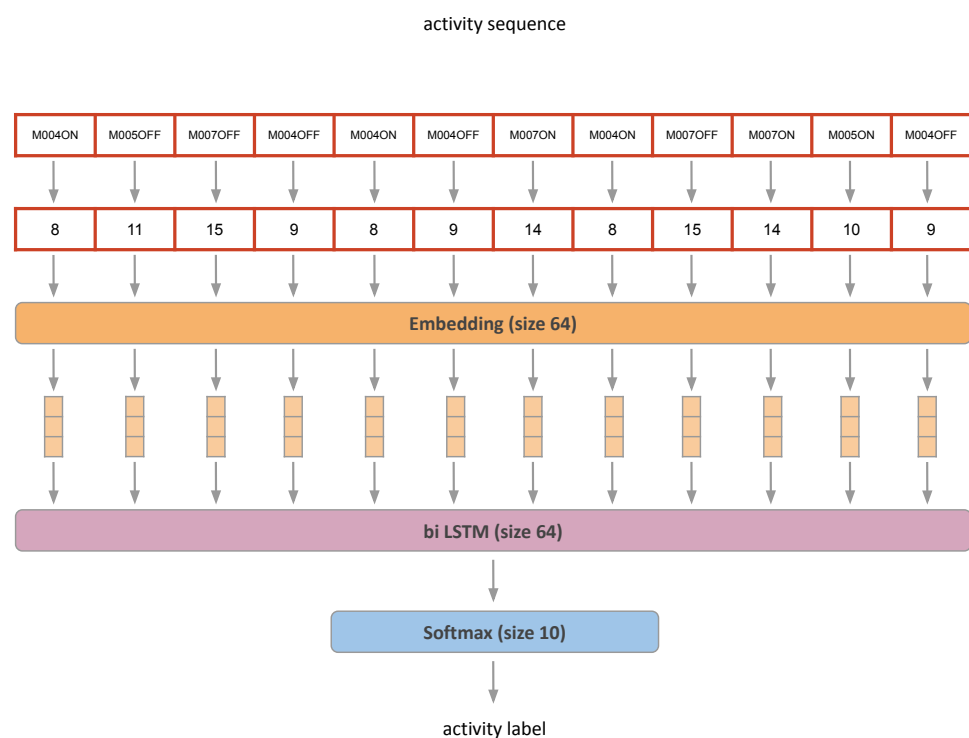 activity sequence
M004ON M005OFF M007OFF M004OFF M004ON M004OFF M007ON M004ON M007OFF M007ON M005ON M004OFF
8 11 15 9 8 9 14 8 15 14 10 9
Embedding (size 64)
bi LSTM (size 64)
Softmax (size 10)
activity label